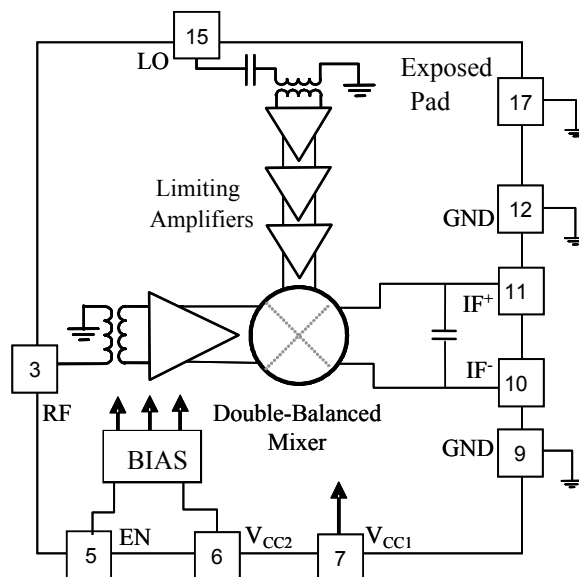 15
LO
Exposed
Pad
17
Limiting
Amplifiers
12
GND
11
IF+
3
RF
IF-
10
Double-Balanced
Mixer
GND
9
BIAS
EN
5
6
VCC2
7
VCC1